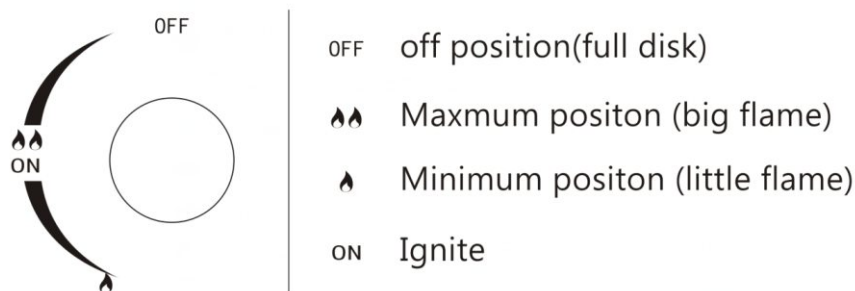 OFF
ON
OFF off position(full disk)
Maxmum positon (big flame)
Minimum positon (little flame)
ON Ignite